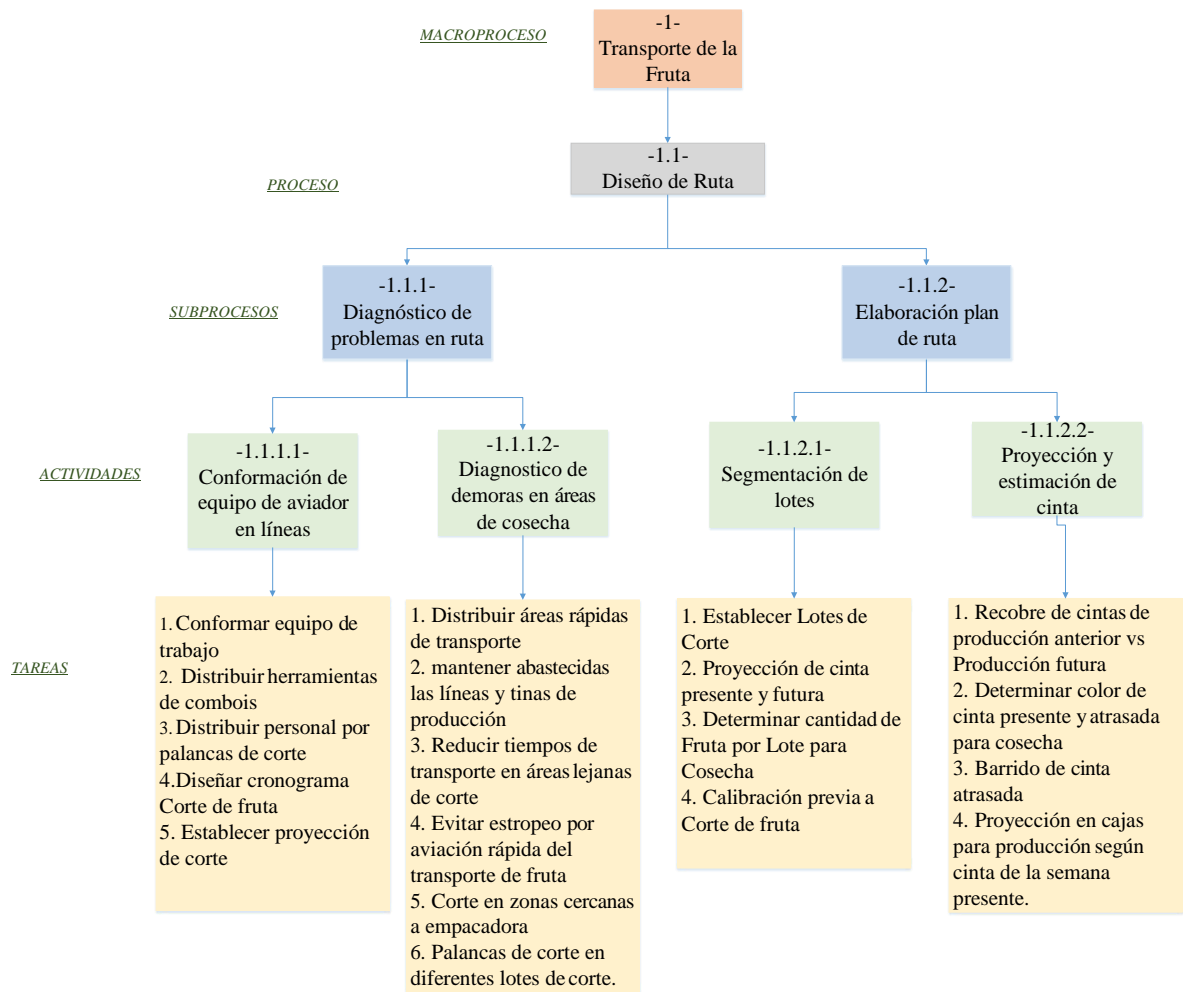 MACROPROCESO
-1-
Transporte de la
Fruta
PROCESO
-1.1-
Diseño de Ruta
SUBPROCESOS
-1.1.1-
Diagnóstico de
problemas en ruta
-1.1.2-
Elaboración plan
de ruta
ACTIVIDADES
-1.1.1.1-
Conformación de
equipo de aviador
en líneas
-1.1.1.2-
Diagnostico de
demoras en áreas
de cosecha
-1.1.2.1-
Segmentación de
lotes
-1.1.2.2-
Proyección y
estimación de
cinta
TAREAS
1. Conformar equipo de
trabajo
2. Distribuir herramientas
de combois
3. Distribuir personal por
palancas de corte
4.Diseñar cronograma
Corte de fruta
5. Establecer proyección
de corte
1. Distribuir áreas rápidas
de transporte
2. mantener abastecidas
las líneas y tinas de
producción
3. Reducir tiempos de
transporte en áreas lejanas
de corte
4. Evitar estropeo por
aviación rápida del
transporte de fruta
5. Corte en zonas cercanas
a empacadora
6. Palancas de corte en
diferentes lotes de corte.
1. Establecer Lotes de
Corte
2. Proyección de cinta
presente y futura
3. Determinar cantidad de
Fruta por Lote para
Cosecha
4. Calibración previa a
Corte de fruta
1. Recobre de cintas de
producción anterior vs
Producción futura
2. Determinar color de
cinta presente y atrasada
para cosecha
3. Barrido de cinta
atrasada
4. Proyección en cajas
para producción según
cinta de la semana
presente.